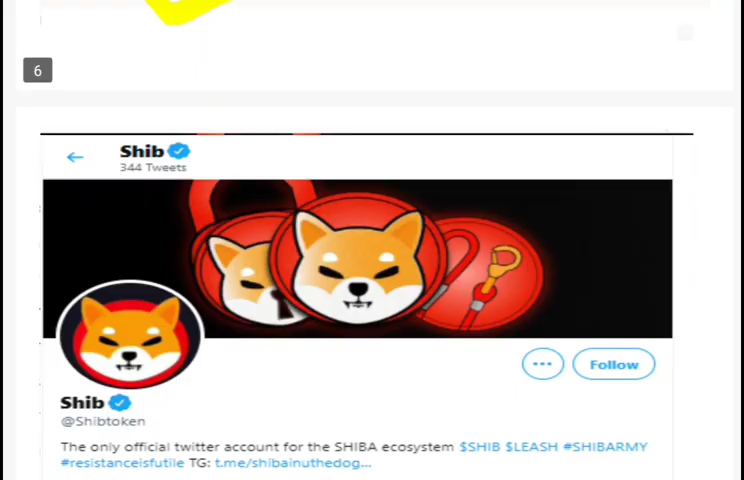 6
Shib
344 Tweets
Follow
Shib
@Shibtoken
The only official twitter account for the SHIBA ecosystem $SHIB $LEASH #SHIBARMY
#resistanceisfutile TG: t.me/shibainuthedog...